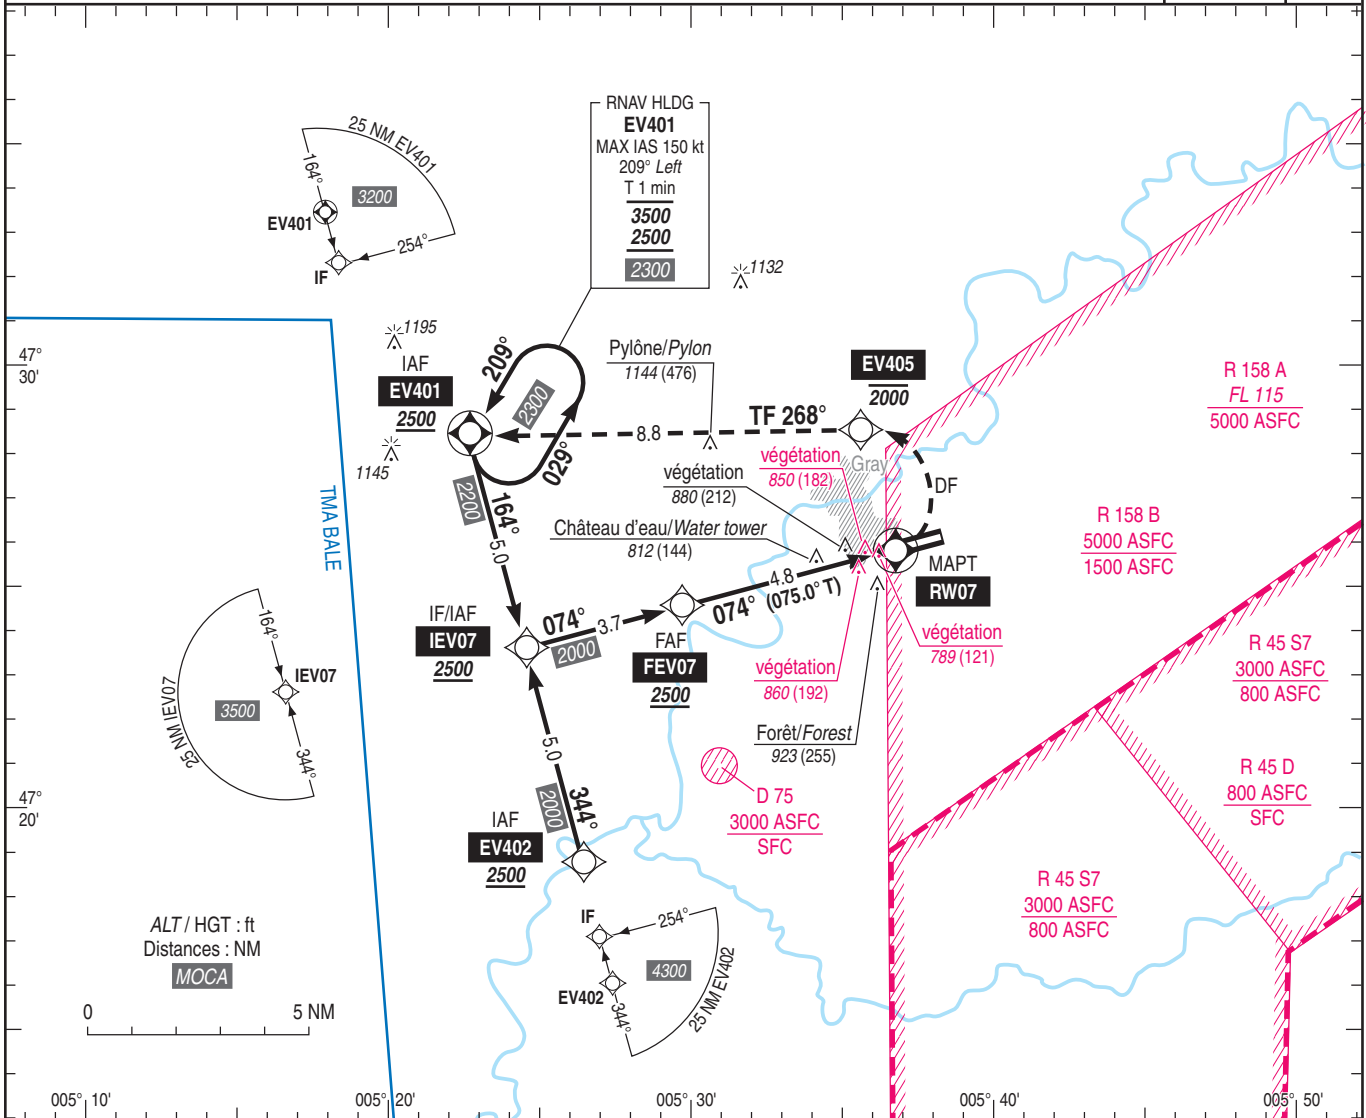 25 NM EV401
164°
3200
EV401
254°
IF
RNAV HLDG
EV401
MAX IAS 150 kt
209° Left
T 1 min
3500
2500
2300
1132
1195
47°
30'
IAF
EV401
2500
209°
2300
029°
1145
Pylône/Pylon
1144 (476)
EV405
2000
TF 268°
8.8
R 158 A
FL 115
5000 ASFC
végétation
850 (182)
Gray
végétation
880 (212)
DF
2200
164°
5.0
TMA BALE
Château d'eau/Water tower
812 (144)
R 158 B
5000 ASFC
1500 ASFC
MAPT
RW07
4.8
074° (075.0° T)
IF/IAF
IEV07
2500
074°
3.7
2000
FAF
FEV07
2500
végétation
789 (121)
végétation
860 (192)
R 45 S7
3000 ASFC
800 ASFC
164°
IEV07
3500
25 NM IEV07
344°
Forêt/Forest
923 (255)
5.0
344°
2000
D 75
3000 ASFC
SFC
R 45 D
800 ASFC
SFC
47°
20'
IAF
EV402
2500
R 45 S7
3000 ASFC
800 ASFC
IF
254°
4300
EV402
344°
25 NM EV402
ALT / HGT : ft
Distances : NM
MOCA
0 5 NM
005° 10' 005° 20' 005° 30' 005° 40' 005° 50'